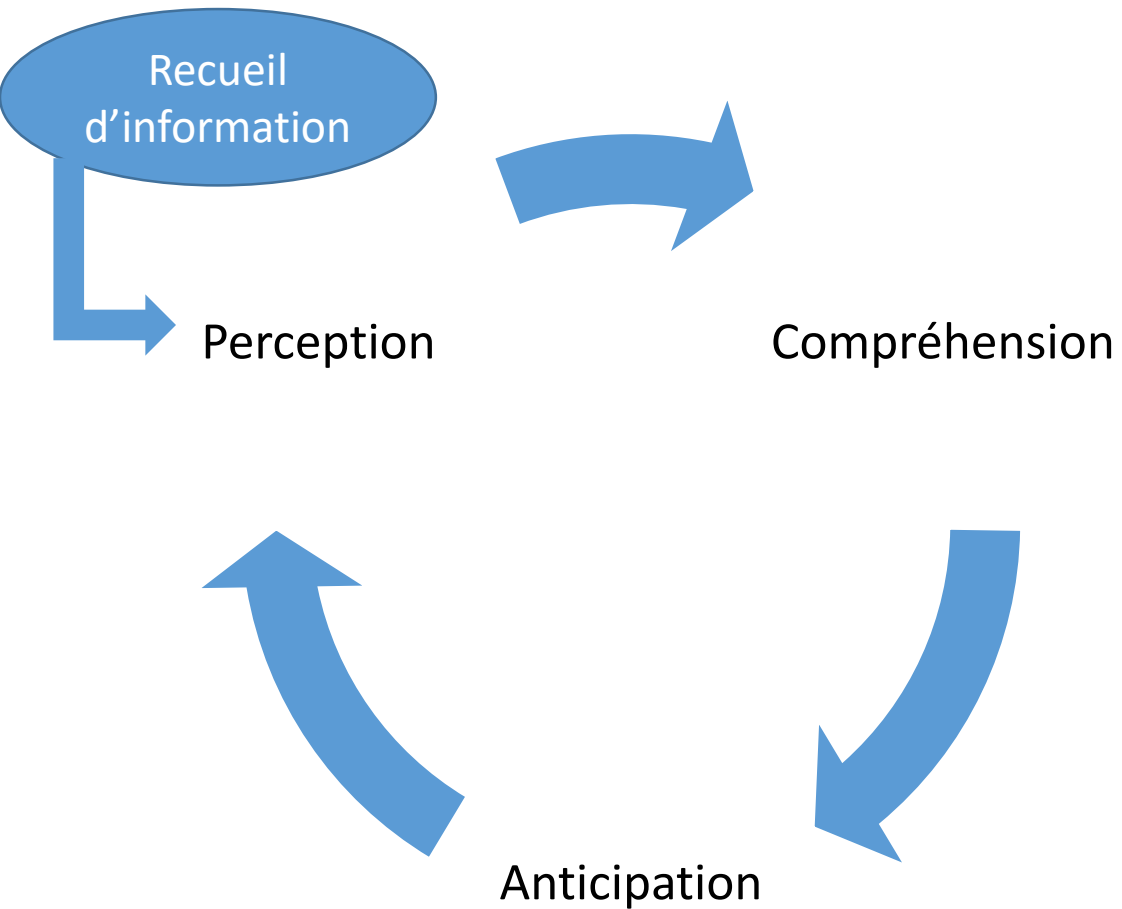 Recueil
d’information
Perception
Compréhension
Anticipation